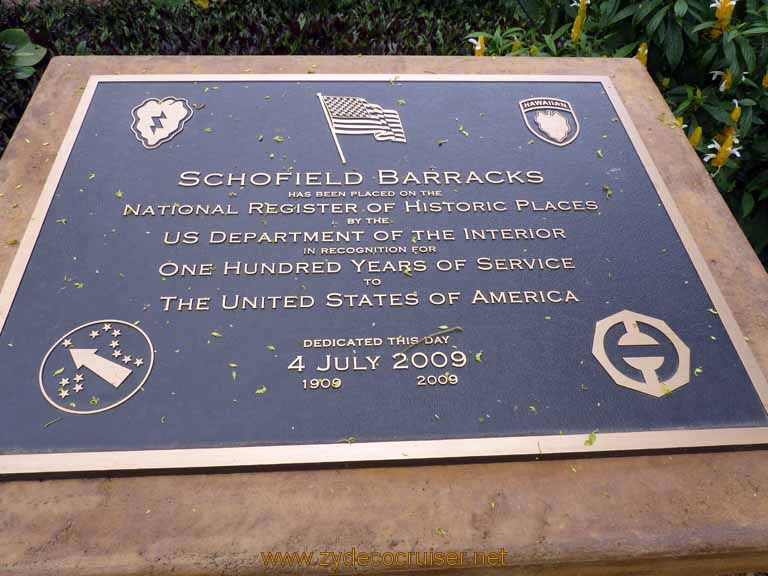 HAWAIIAN
SCHOFIELD BARRACKS
HAS BEEN PLACED ON THE
NATIONAL REGISTER OF HISTORIC PLACES
BY THE
US DEPARTMENT OF THE INTERIOR
IN RECOGNITION FOR
ONE HUNDRED YEARS OF SERVICE
TO
THE UNITED STATES OF AMERICA
DEDICATED THIS DAY
4 JULY 2009
1909 2009
www.zydecocruiser.net